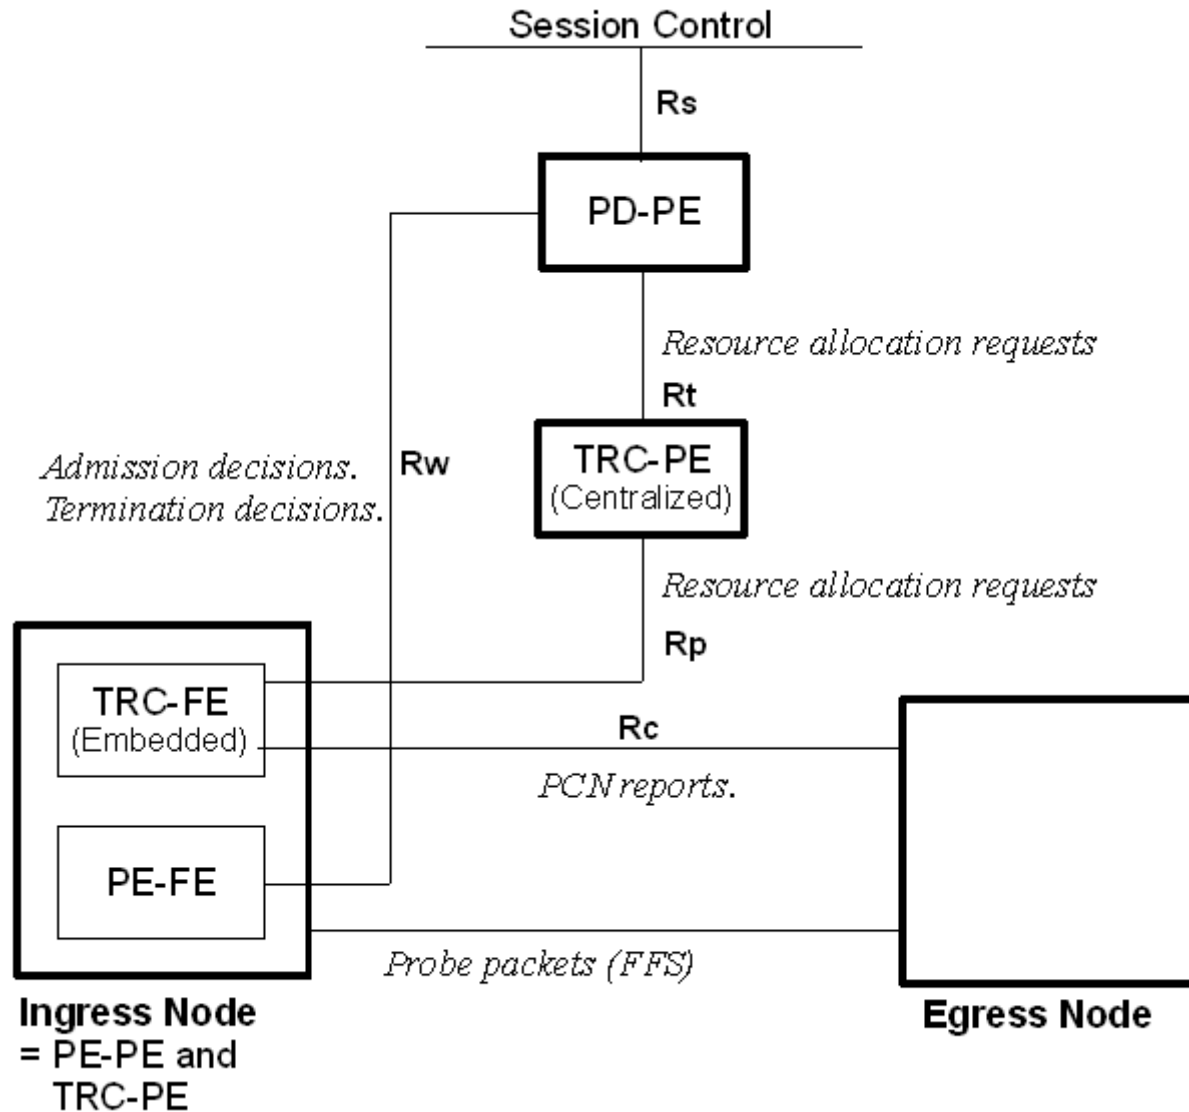 Session Control
Rs
PD-PE
Resource allocation requests
Rt
TRC-PE
(Centralized)
Admission decisions.
Termination decisions.
Rw
Resource allocation requests
Rp
TRC-FE
(Embedded)
Rc
PCN reports.
PE-FE
Probe packets (FFS)
Ingress Node
= PE-PE and
TRC-PE
Egress Node